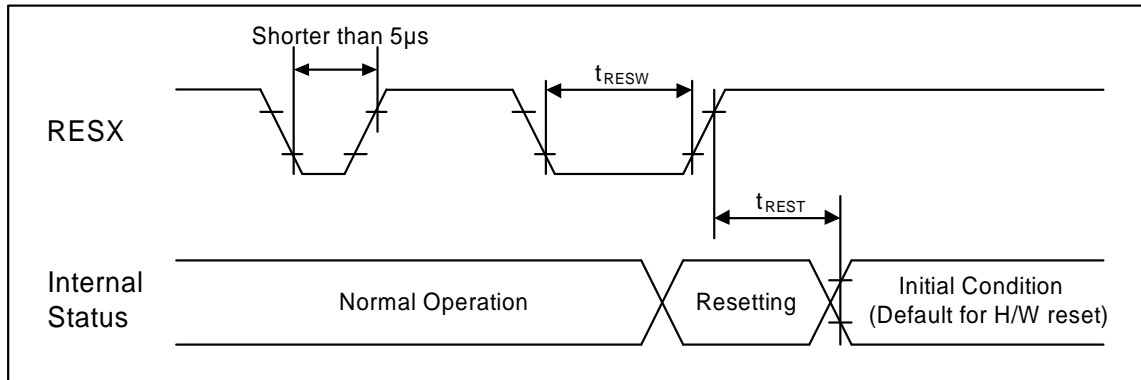 Shorter than 5µs
tRESW
RESX
tREST
Internal
Status
Normal Operation
Resetting
Initial Condition
(Default for H/W reset)